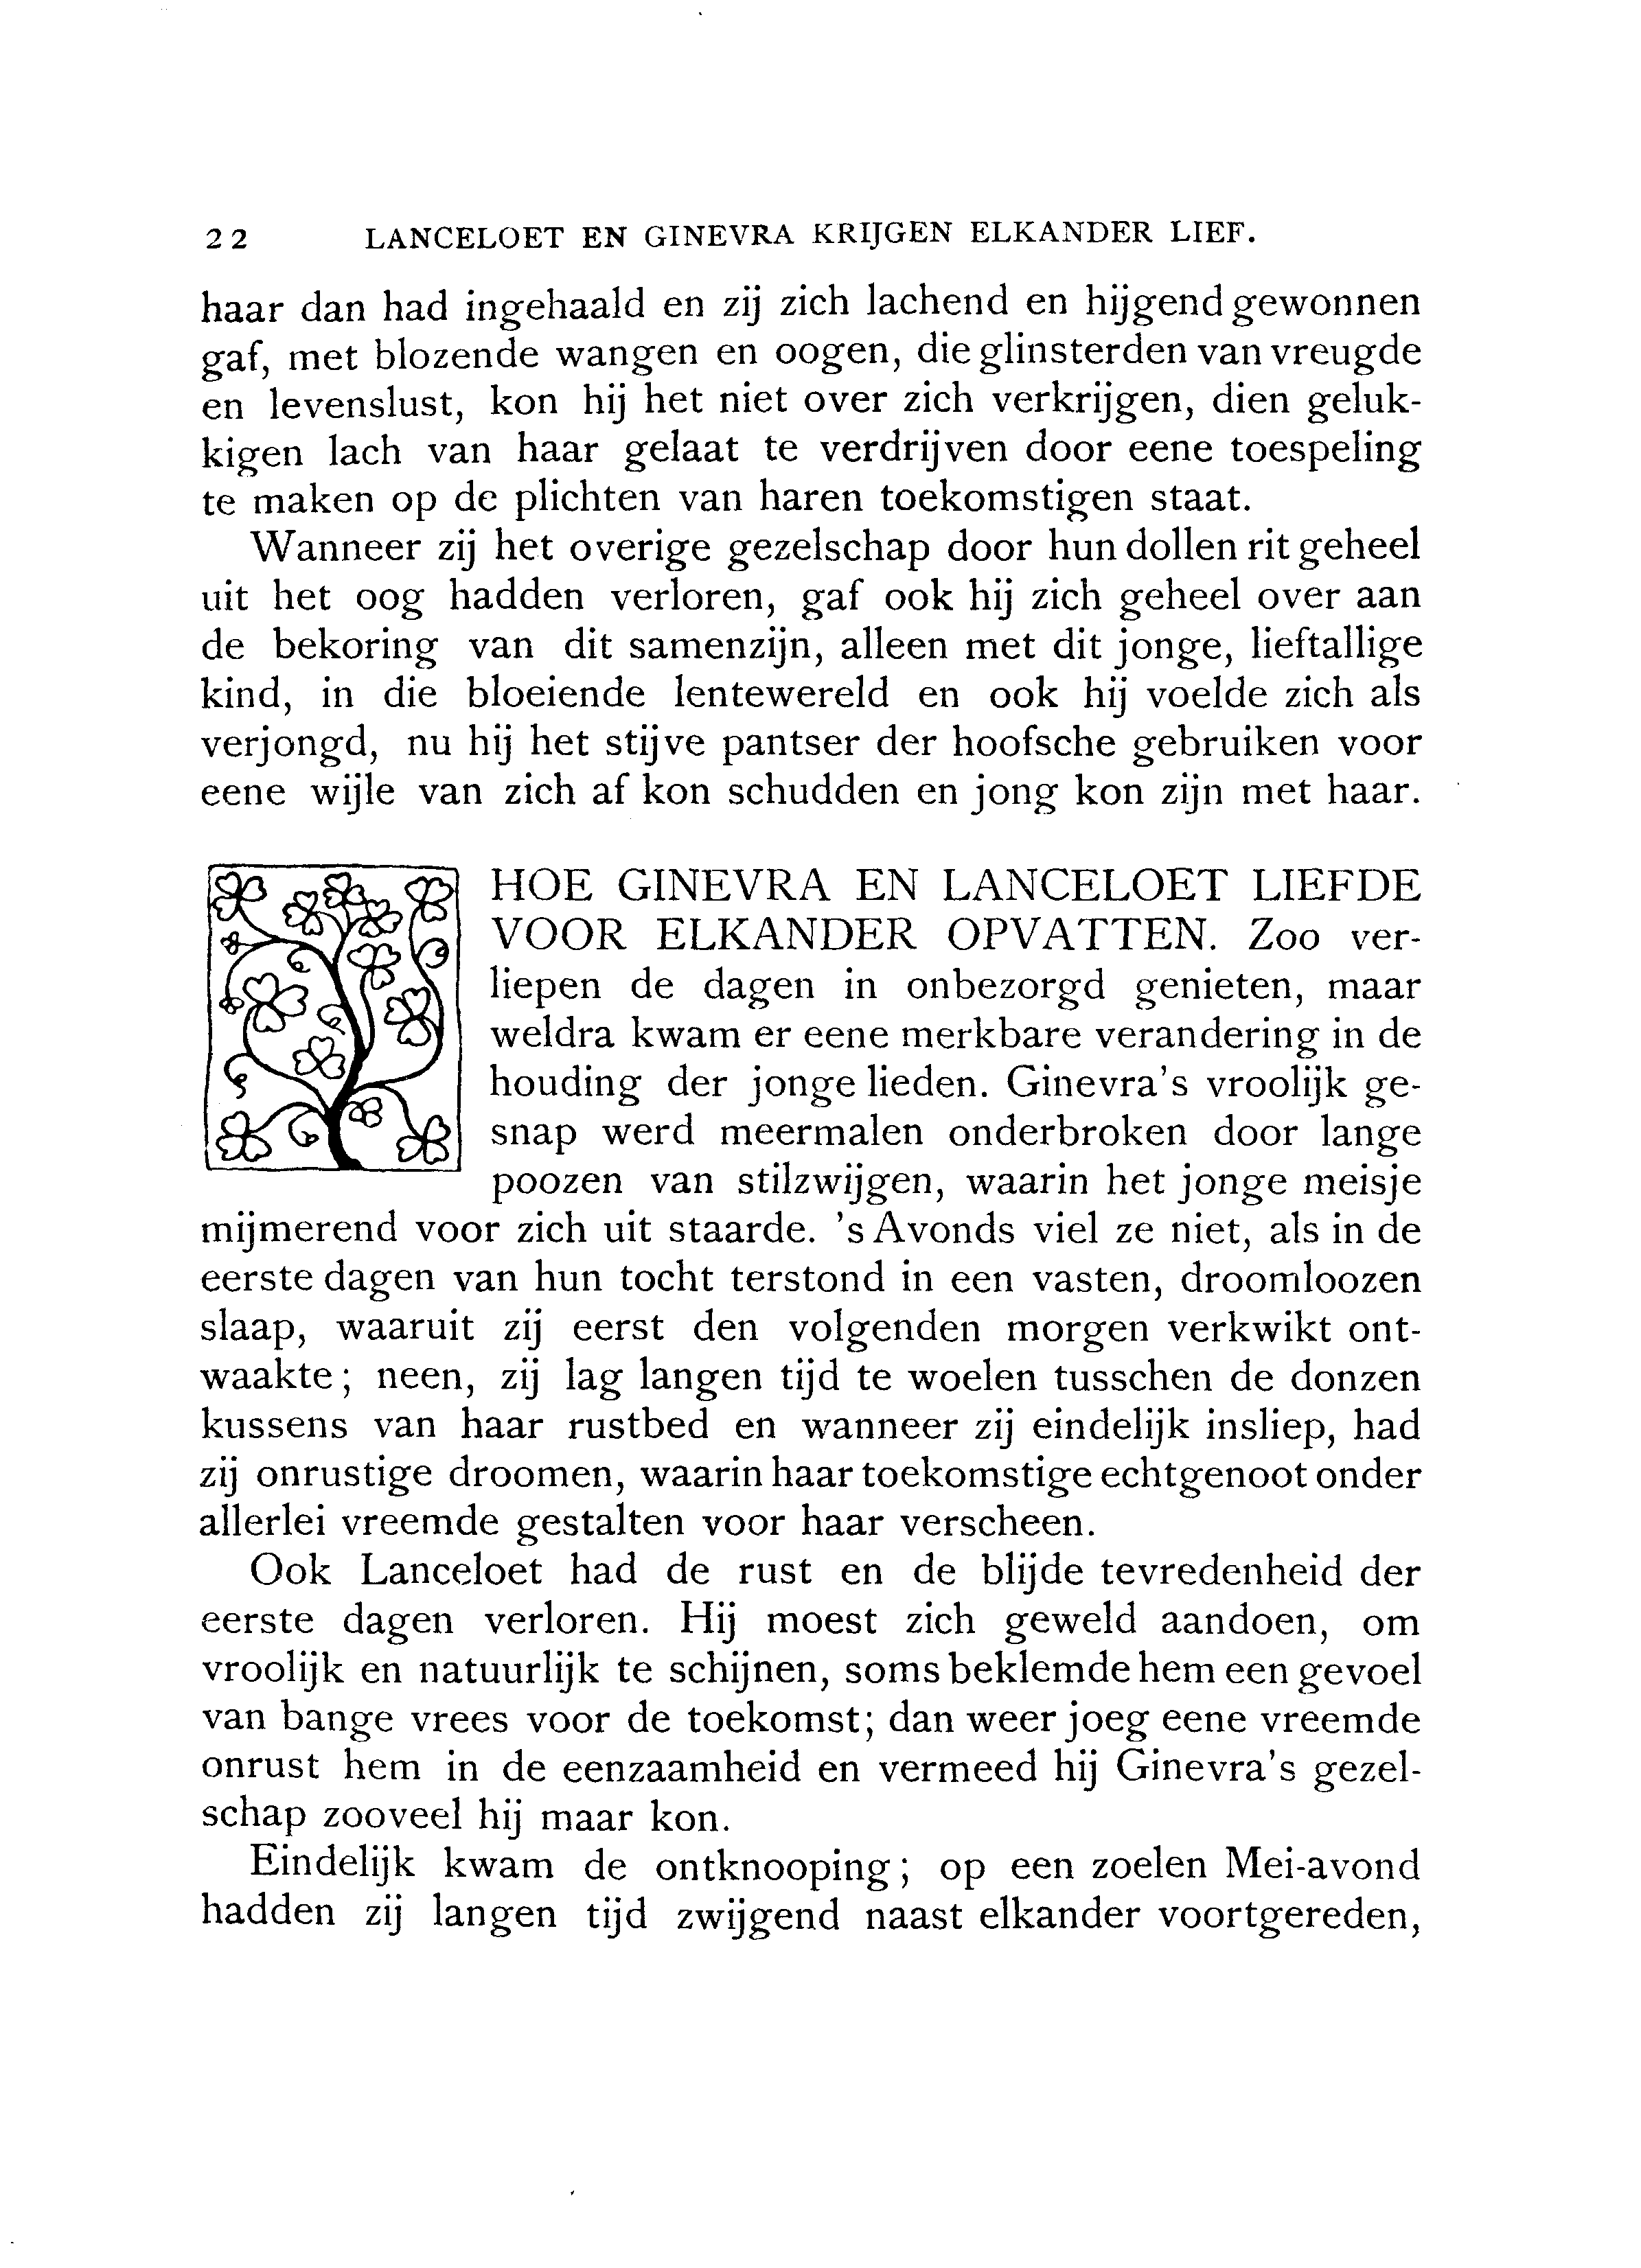 22 LANCELOET EN GINEVRA KRIJGEN ELKANDER LIEF.
haar dan had ingehaald en zij zich lachend en hijgend gewonnen
gaf, met blozende wangen en oogen, die glinsterden van vreugde
en levenslust, kon hij het niet over zich verkrijgen, dien geluk-
kigen lach van haar gelaat te verdrijven door eene toespeling
te maken op de plichten van haren toekomstigen staat.
Wanneer zij het overige gezelschap door hun dollen rit geheel
uit het oog hadden verloren, gaf ook hij zich geheel over aan
de bekoring van dit samenzijn, alleen met dit jonge, lieftallige
kind, in die bloeiende lentewereld en ook hij voelde zich als
verjongd, nu hij het stijve pantser der hoofsche gebruiken voor
eene wijle van zich af kon schudden en jong kon zijn met haar.
HOE GINEVRA EN LANCELOET LIEFDE
VOOR ELKANDER OPVATTEN. Zoo ver-
liepen de dagen in onbezorgd genieten, maar
weldra kwam er eene merkbare verandering in de
houding der jonge lieden. Ginevra's vroolijk ge-
snap werd meermalen onderbroken door lange
poozen van stilzwijgen, waarin het jonge meisje
mijmerend voor zich uit staarde. 's Avonds viel ze niet, als in de
eerste dagen van hun tocht terstond in een vasten, droomloozen
slaap, waaruit zij eerst den volgenden morgen verkwikt ont-
waakte; neen, zij lag langen tijd te woelen tusschen de donzen
kussens van haar rustbed en wanneer zij eindelijk insliep, had
zij onrustige droomen, waarin haar toekomstige echtgenoot onder
allerlei vreemde gestalten voor haar verscheen.
Ook Lanceloet had de rust en de blijde tevredenheid der
eerste dagen verloren. Hij moest zich geweld aandoen, om
vroolijk en natuurlijk te schijnen, soms beklemde hem een gevoel
van bange vrees voor de toekomst; dan weer joeg eene vreemde
onrust hem in de eenzaamheid en vermeed hij Ginevra's gezel-
schap zooveel hij maar kon.
Eindelijk kwam de ontknooping; op een zoelen Mei-avond
hadden zij langen tijd zwijgend naast elkander voortgereden,